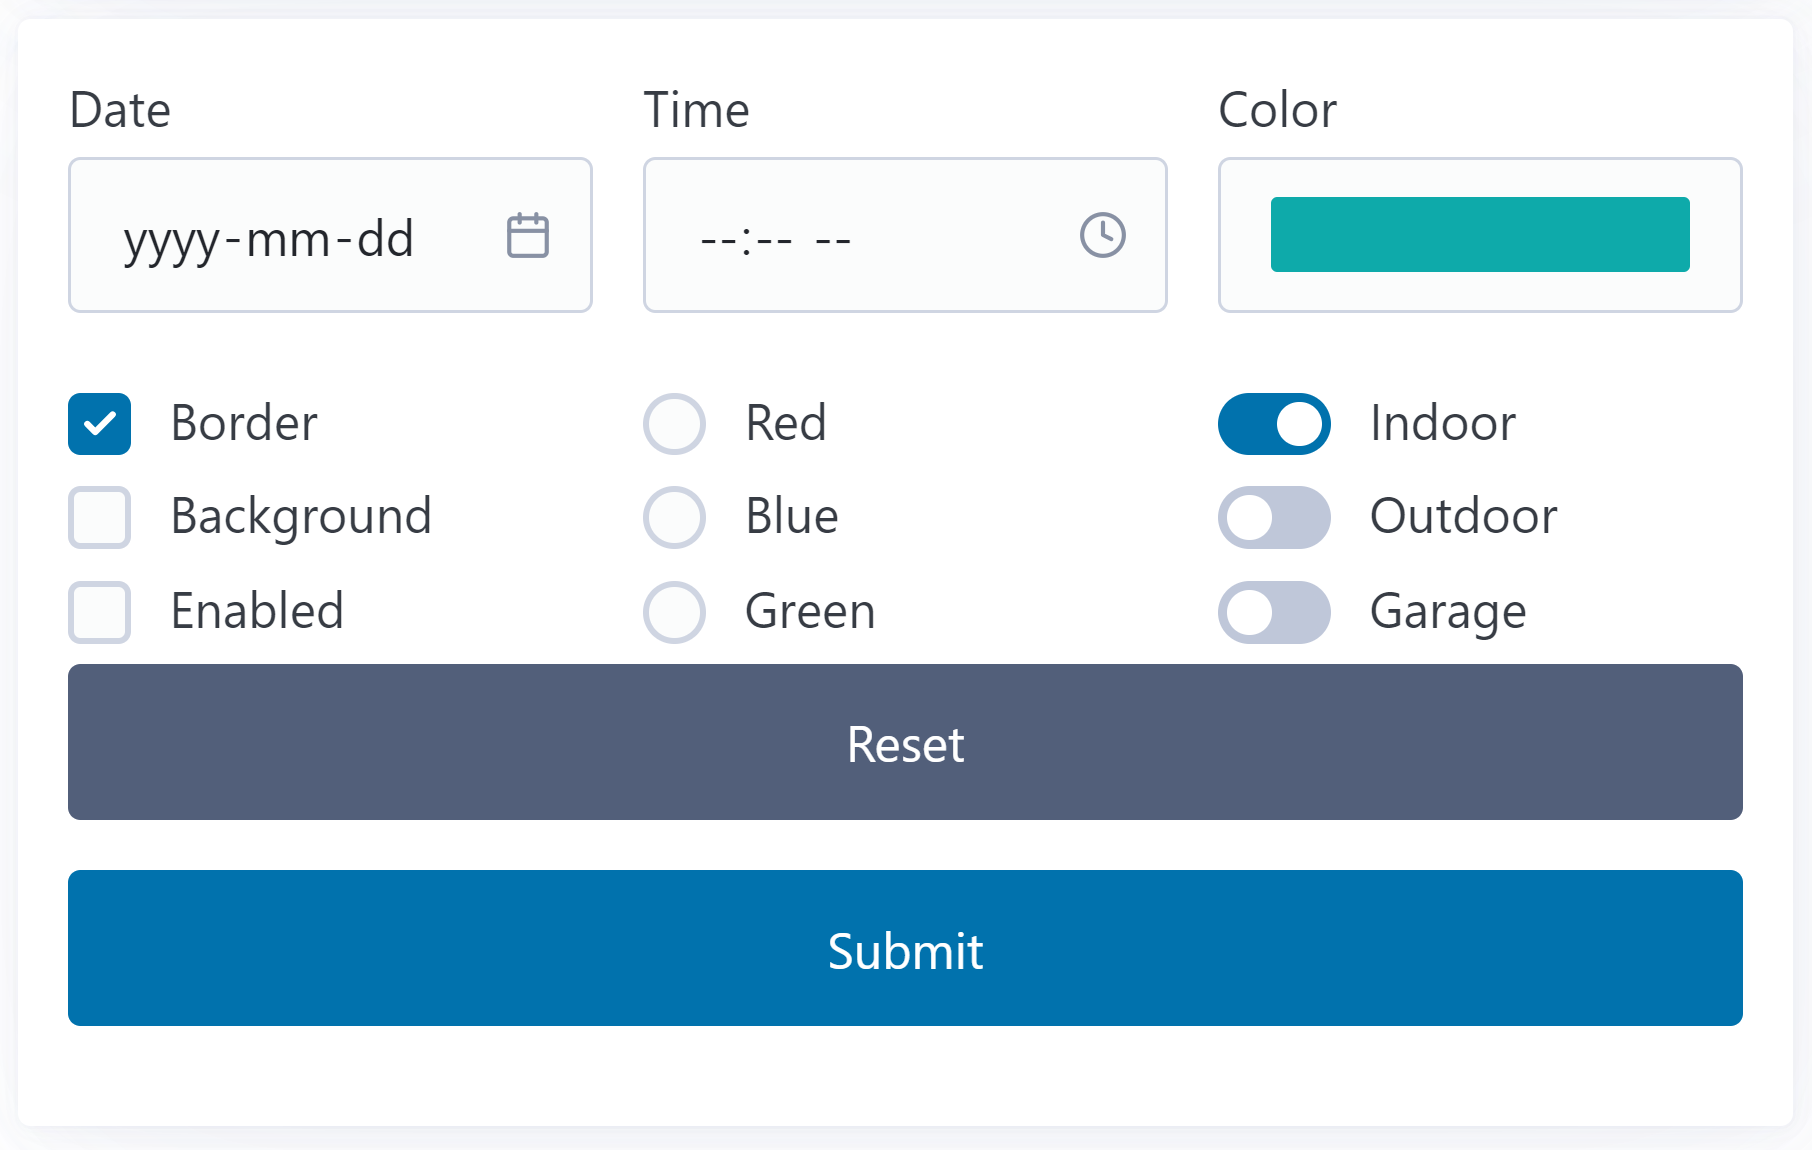 Date Time Color
yyyy-mm-dd --:-- --
Border Red Indoor
Background Blue Outdoor
Enabled Green Garage
Reset
Submit